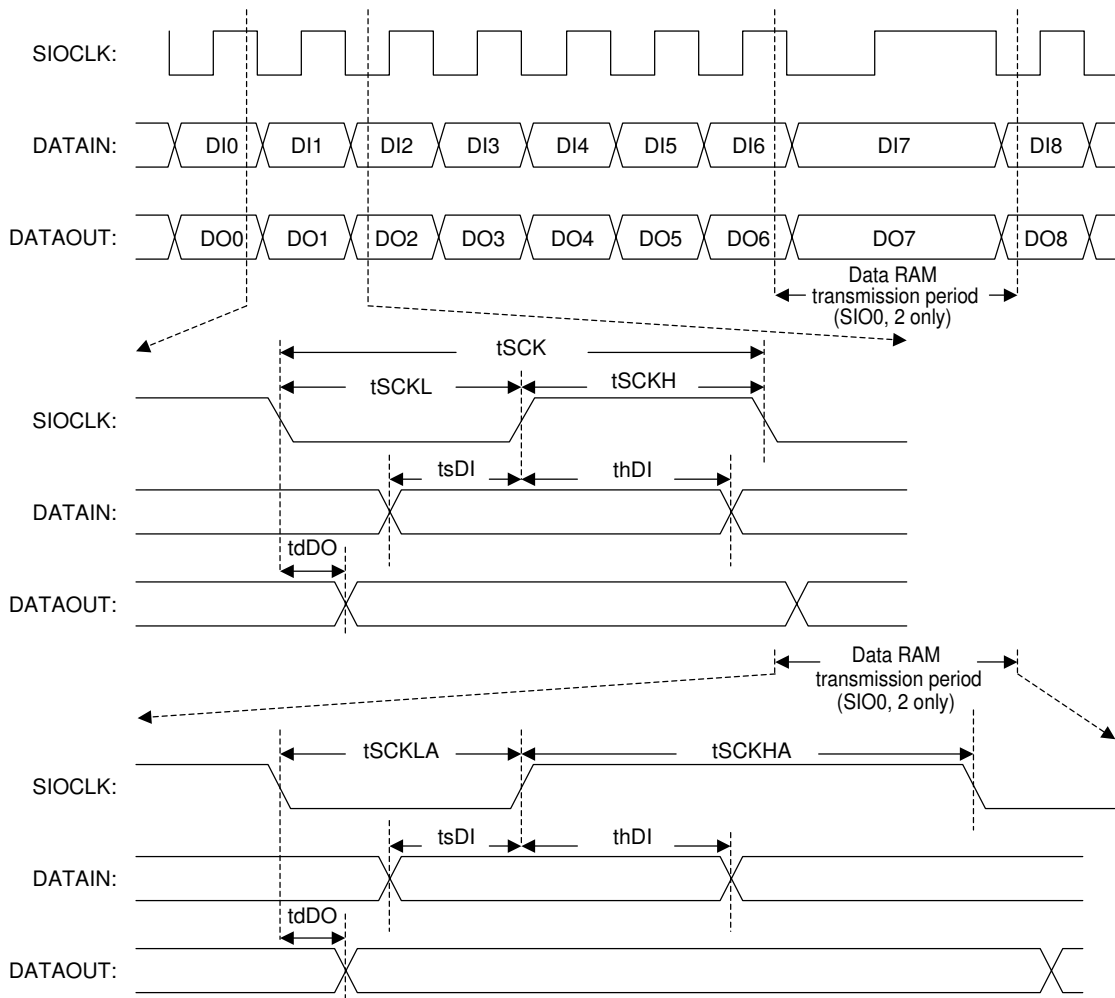 SIOCLK:
DATAIN: DI0 DI1 DI2 DI3 DI4 DI5 DI6 DI7 DI8
DATAOUT: DO0 DO1 DO2 DO3 DO4 DO5 DO6 DO7 DO8
Data RAM
transmission period
(SIO0, 2 only)
tSCK
tSCKL tSCKH
SIOCLK:
tsDI thDI
DATAIN:
tdDO
DATAOUT:
Data RAM
transmission period
(SIO0, 2 only)
tSCKLA tSCKHA
SIOCLK:
tsDI thDI
DATAIN:
tdDO
DATAOUT: